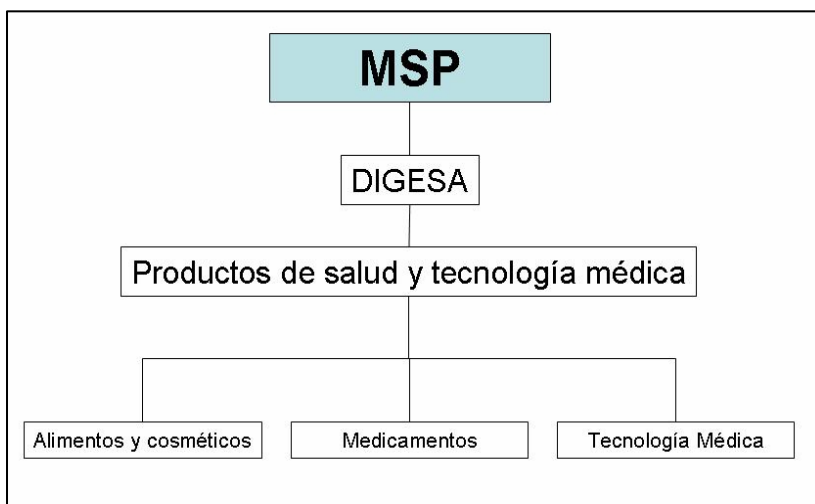 MSP
DIGESA
Productos de salud y tecnología médica
Alimentos y cosméticos
Medicamentos
Tecnología Médica